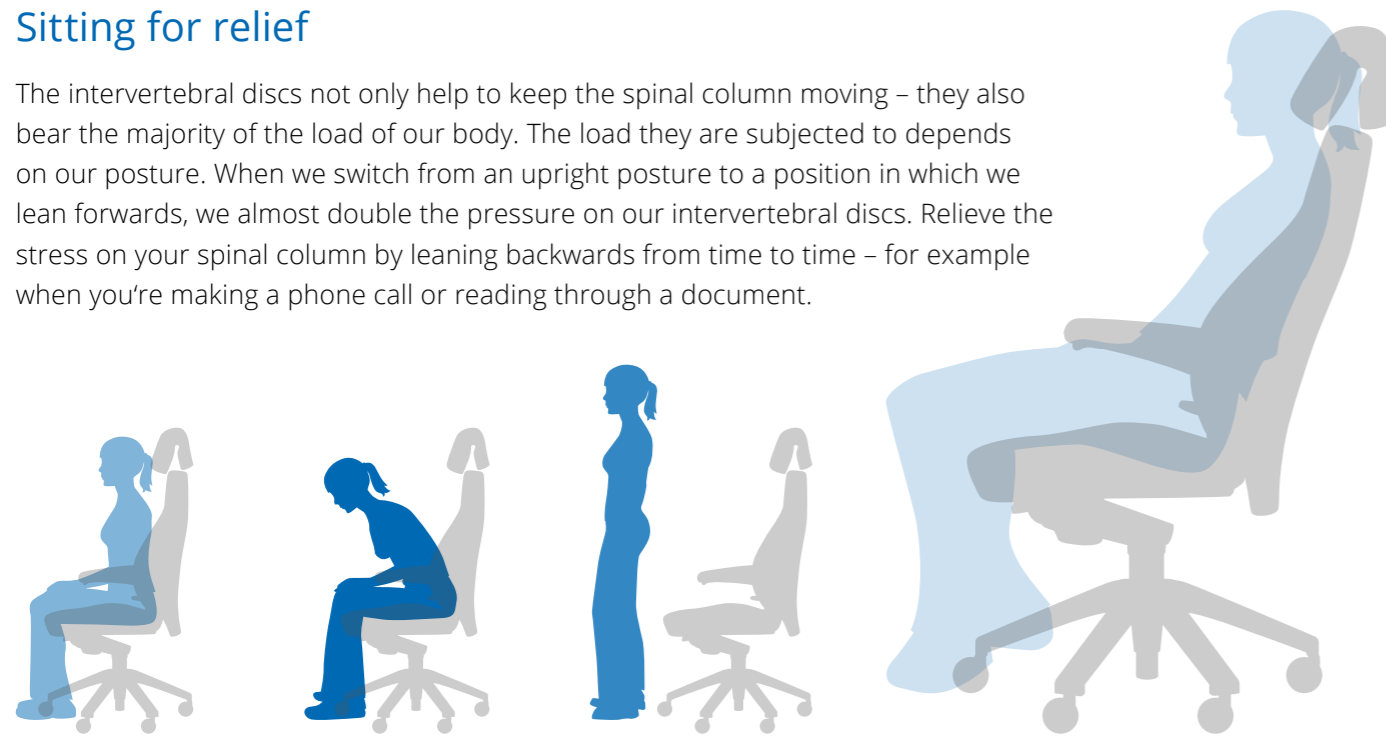 Sitting for relief
The intervertebral discs not only help to keep the spinal column moving – they also
bear the majority of the load of our body. The load they are subjected to depends
on our posture. When we switch from an upright posture to a position in which we
lean forwards, we almost double the pressure on our intervertebral discs. Relieve the
stress on your spinal column by leaning backwards from time to time – for example
when you‘re making a phone call or reading through a document.